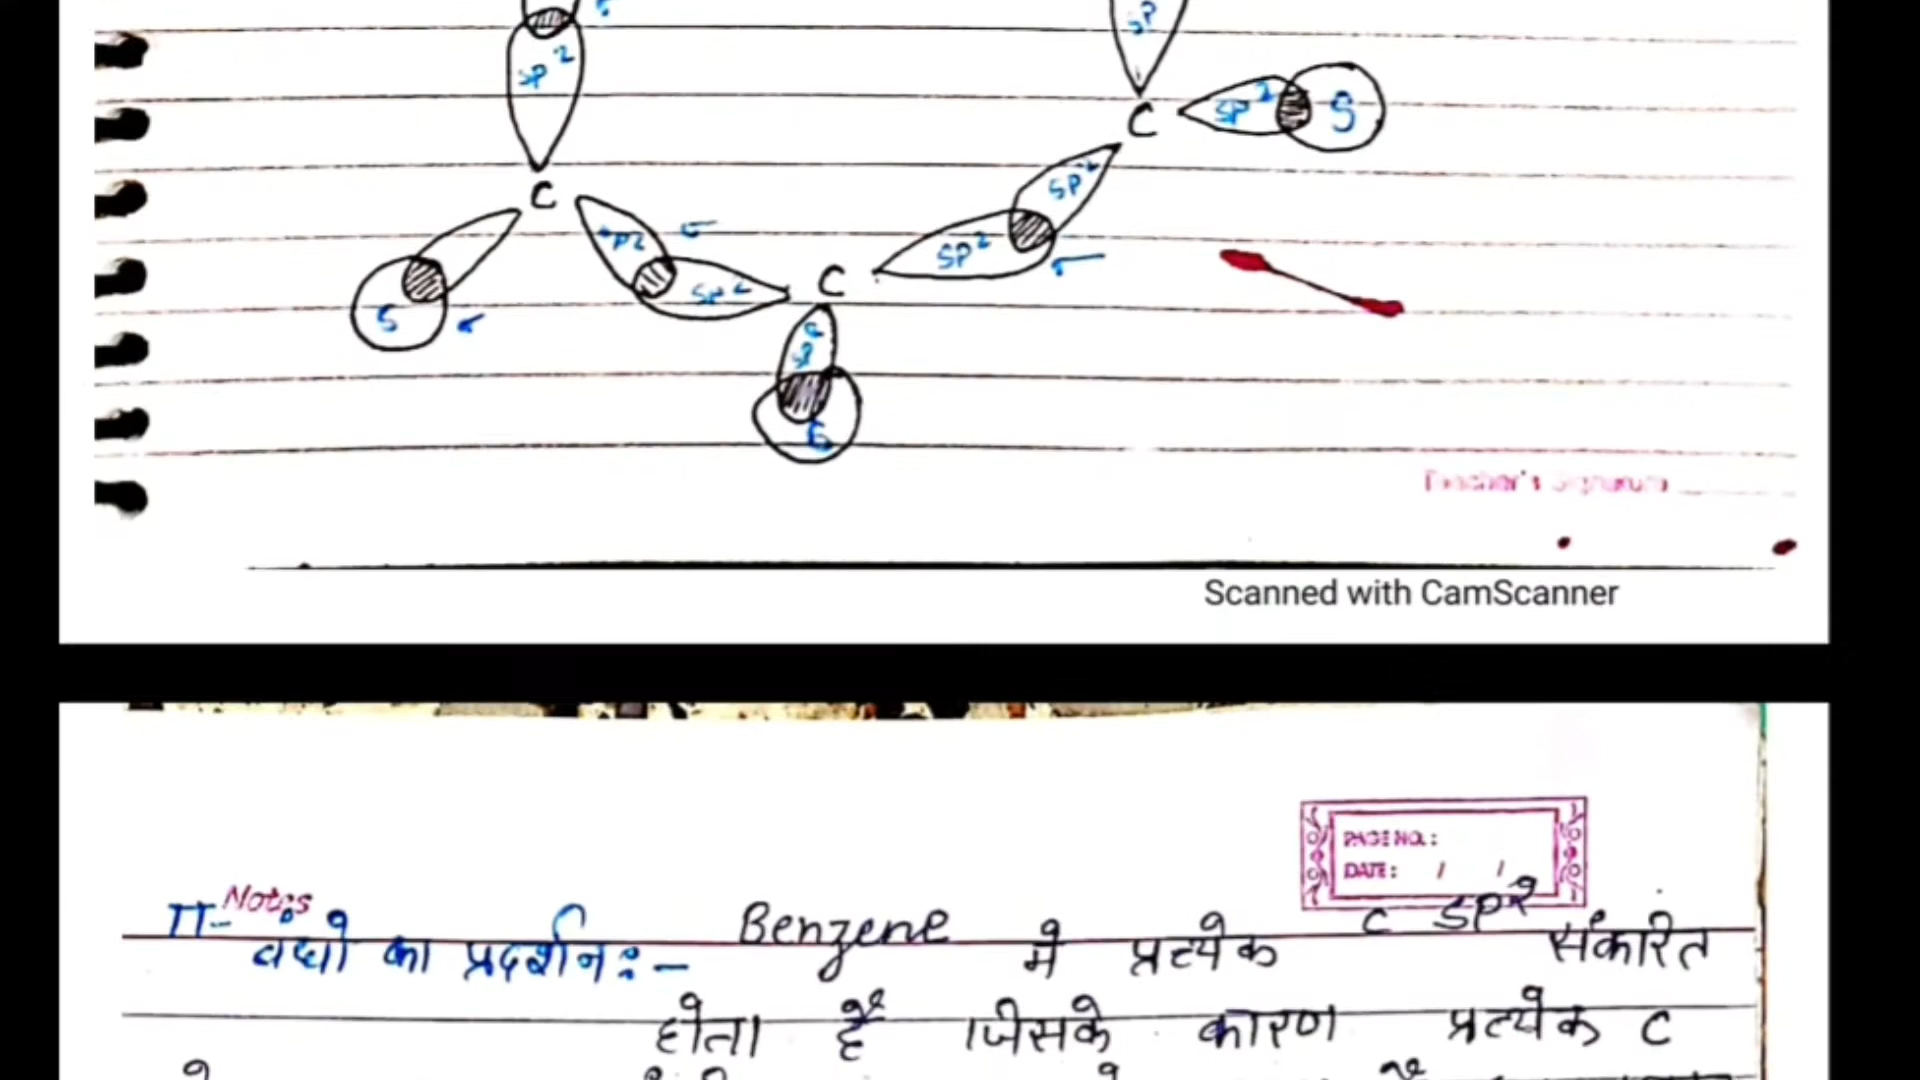 σ
sp²
sp
C sp² S
sp²
C
sp2 σ
sp² σ
sp² C
S σ
sp²
S
Teacher's Signature
Scanned with CamScanner
PAGE NO.:
DATE: / /
Notes
π- बंधो का प्रदर्शन:- Benzene मे प्रत्येक C SP² संकरित
होता है जिसके कारण प्रत्येक C